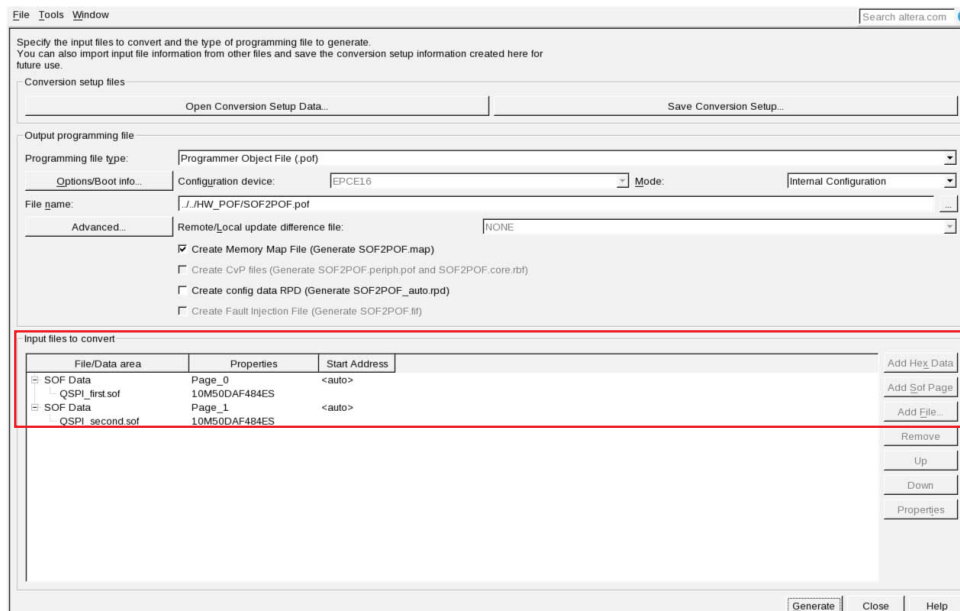 File Tools Window
Search altera.com
Specify the input files to convert and the type of programming file to generate.
You can also import input file information from other files and save the conversion setup information created here for
future use.
Conversion setup files
Open Conversion Setup Data...
Save Conversion Setup...
Output programming file
Programming file type:
Programmer Object File (.pof)
Options/Boot info...
Configuration device:
EPCE16
Mode:
Internal Configuration
File name:
../../HW_POF/SOF2POF.pof
...
Advanced...
Remote/Local update difference file:
NONE
Create Memory Map File (Generate SOF2POF.map)
Create CvP files (Generate SOF2POF.periph.pof and SOF2POF.core.rbf)
Create config data RPD (Generate SOF2POF_auto.rpd)
Create Fault Injection File (Generate SOF2POF.fif)
Input files to convert
File/Data area Properties Start Address
SOF Data Page_0 <auto>
QSPI_first.sof 10M50DAF484ES
SOF Data Page_1 <auto>
QSPI_second.sof 10M50DAF484ES
Add Hex Data
Add Sof Page
Add File...
Remove
Up
Down
Properties
Generate Close Help